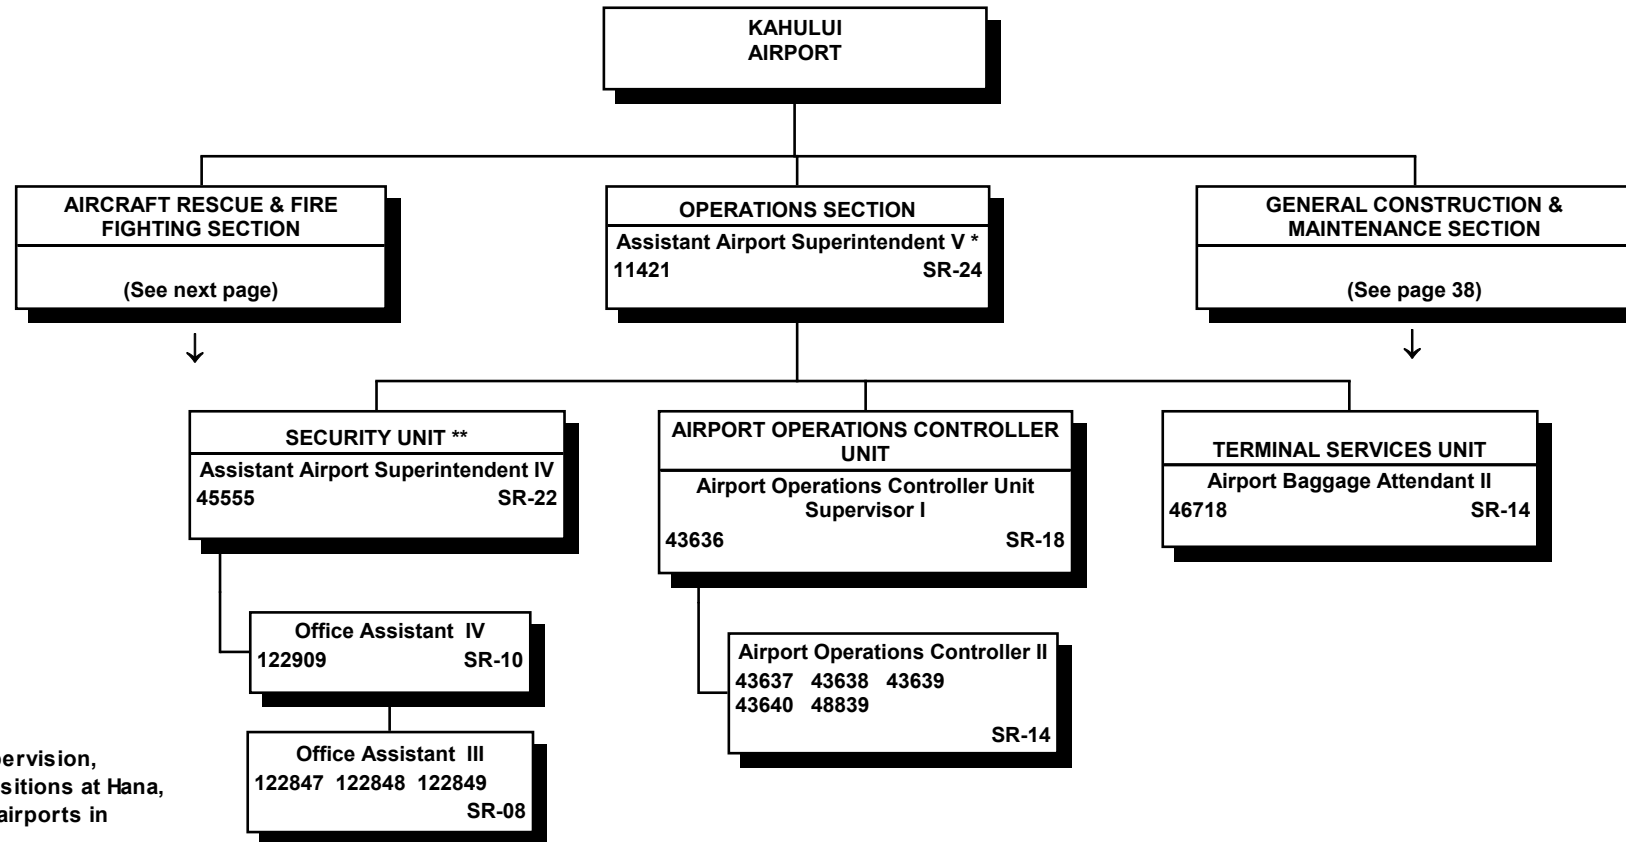 KAHULUI
AIRPORT
AIRCRAFT RESCUE & FIRE
FIGHTING SECTION
(See next page)
OPERATIONS SECTION
Assistant Airport Superintendent V *
11421 SR-24
GENERAL CONSTRUCTION &
MAINTENANCE SECTION
(See page 38)
SECURITY UNIT **
Assistant Airport Superintendent IV
45555 SR-22
AIRPORT OPERATIONS CONTROLLER
UNIT
Airport Operations Controller Unit
Supervisor I
43636 SR-18
TERMINAL SERVICES UNIT
Airport Baggage Attendant II
46718 SR-14
Office Assistant IV
122909 SR-10
Office Assistant III
122847 122848 122849
SR-08
Airport Operations Controller II
43637 43638 43639
43640 48839
SR-14
pervision,
sitions at Hana,
airports in